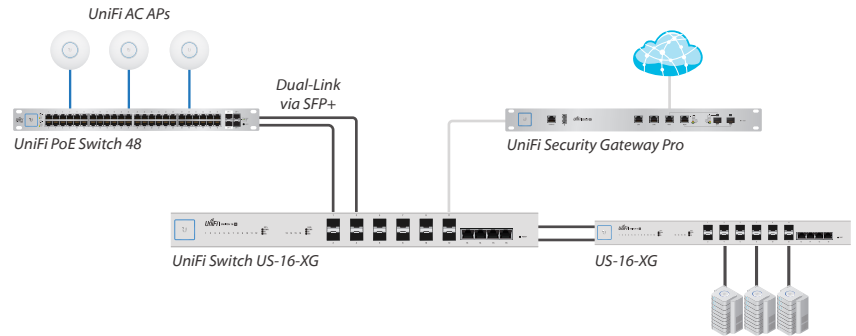 UniFi AC APs
Dual-Link
via SFP+
UniFi PoE Switch 48
UniFi Security Gateway Pro
UniFi
UniFi Switch US-16-XG
US-16-XG